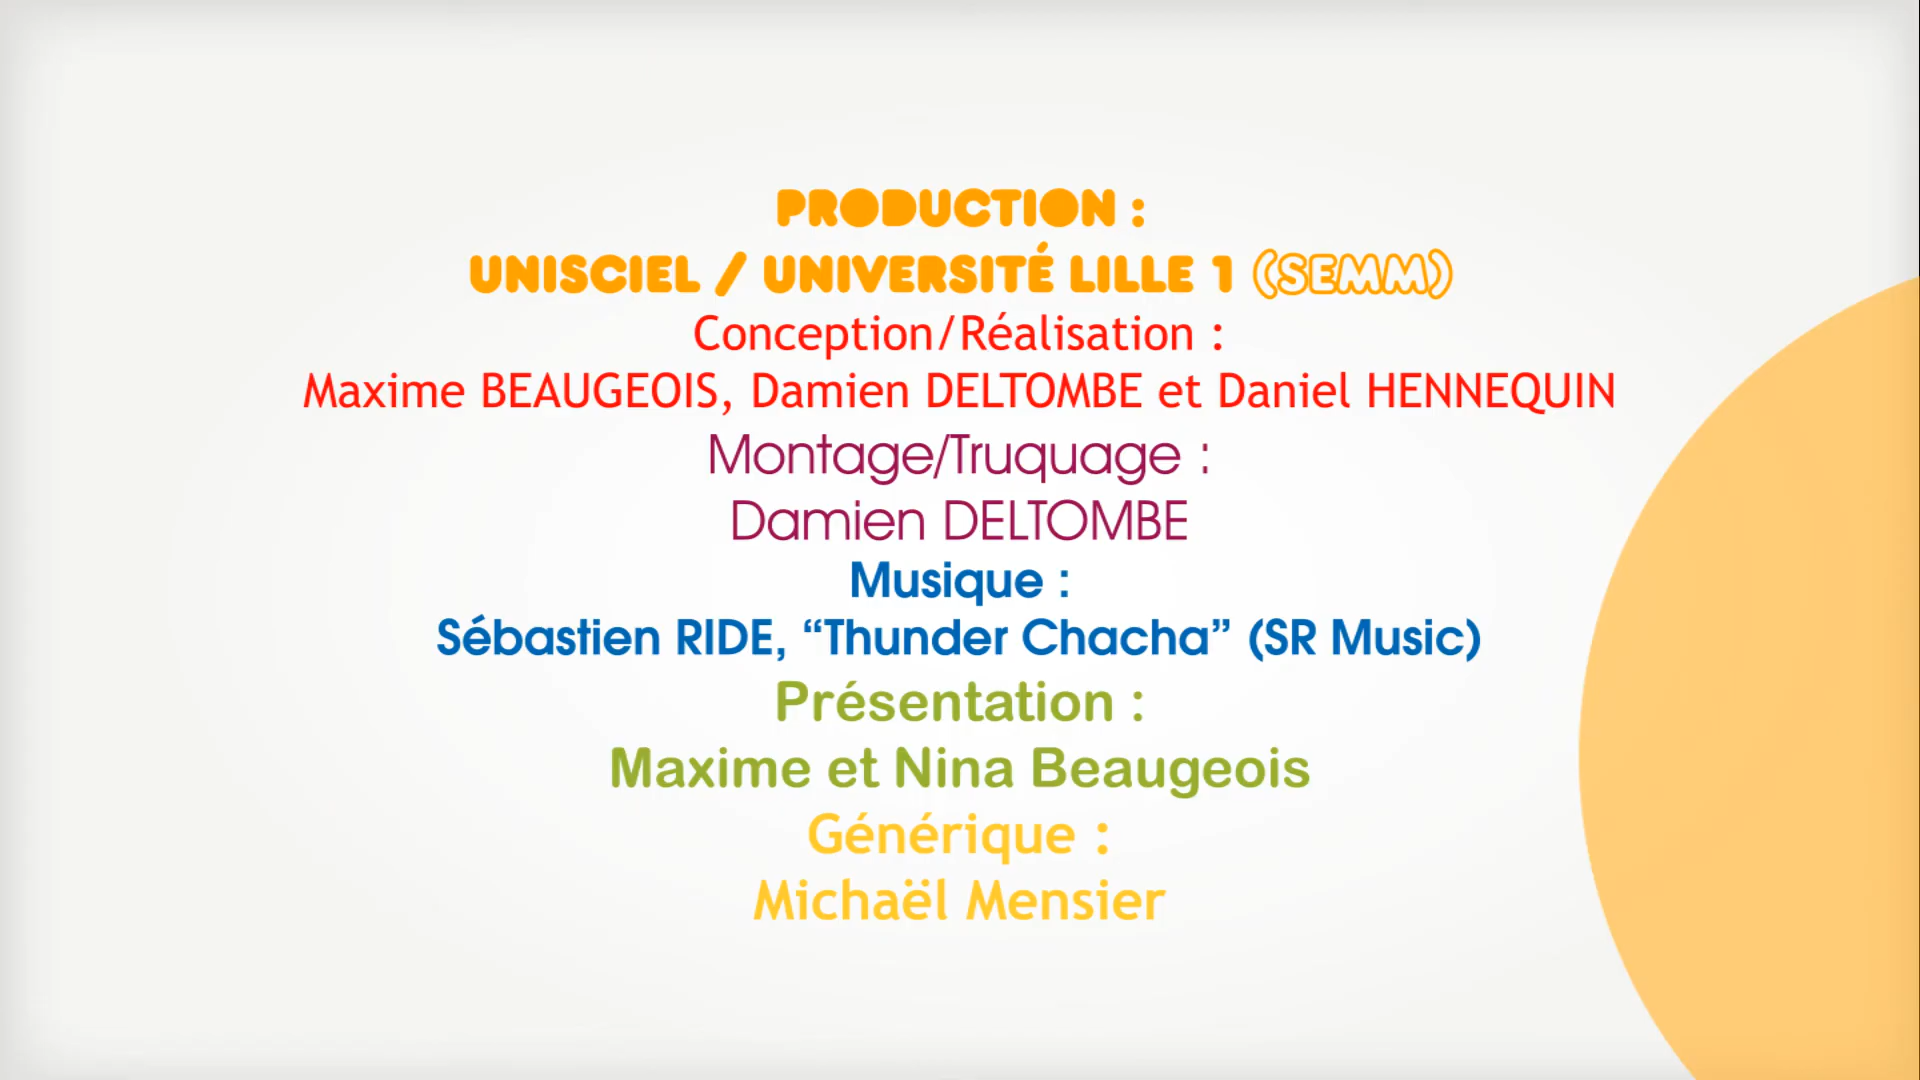 PRODUCTION :
UNISCIEL / UNIVERSITÉ LILLE 1 (SEMM)
Conception/Réalisation :
Maxime BEAUGEOIS, Damien DELTOMBE et Daniel HENNEQUIN
Montage/Truquage :
Damien DELTOMBE
Musique :
Sébastien RIDE, “Thunder Chacha” (SR Music)
Présentation :
Maxime et Nina Beaugeois
Générique :
Michaël Mensier